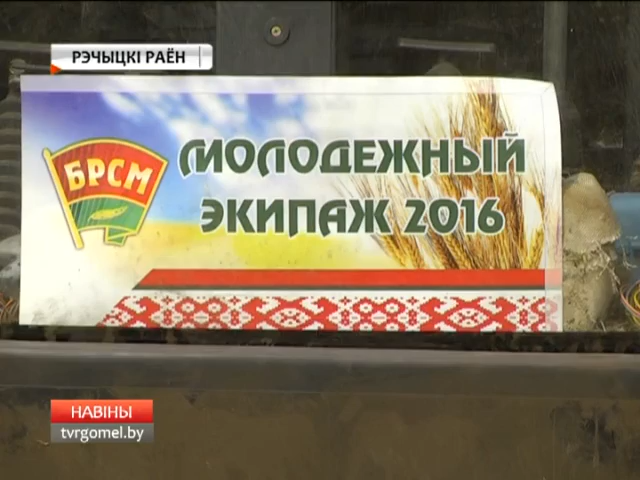 РЭЧЫЦКІ РАЁН
БРСМ
МОЛОДЕЖНЫЙ
ЭКИПАЖ 2016
НАВІНЫ
tvrgomel.by